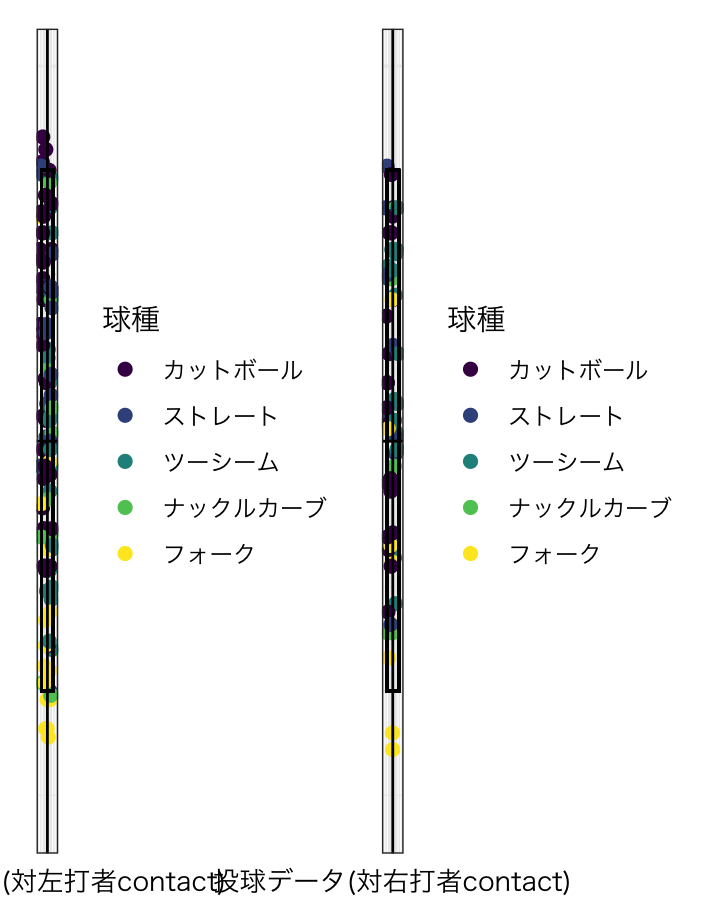 球種
カットボール
ストレート
ツーシーム
ナックルカーブ
フォーク
球種
カットボール
ストレート
ツーシーム
ナックルカーブ
フォーク
(対左打者contact)
投球データ(対右打者contact)